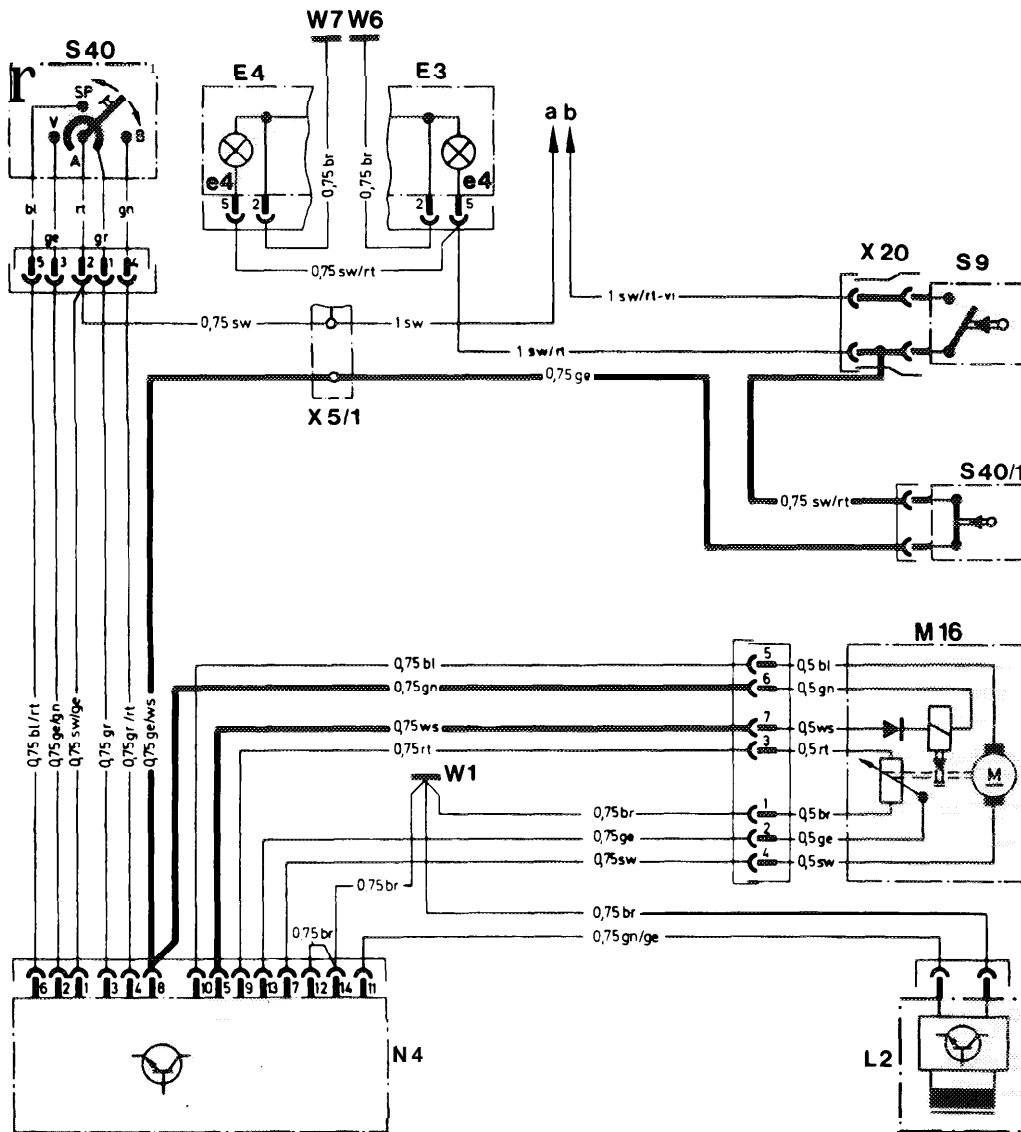 W7 W6
S40
E4
E3
r
SP
V
A
B
a b
0,75 br
0,75 br
e4
e4
5 2
2 5
bl
rt
gn
ge
gr
0,75 sw/rt
X 20
S9
5 3 2 1 4
1 sw/rt-vi
0,75 sw
1 sw
1 sw/rt
0,75 ge
X 5/1
S40/1
0,75 sw/rt
M 16
0,75 bl
5
0,5 bl
0,75 gn
6
0,5 gn
0,75 ws
7
0,5 ws
0,75 rt
3
0,5 rt
M
W1
0,75 br
1
0,5 br
0,75 ge
2
0,5 ge
0,75 sw
4
0,5 sw
0,75 bl/rt
0,75 ge/gn
0,75 sw/ge
0,75 gr
0,75 gr/rt
0,75 ge/ws
0,75 br
0,75 br
0,75 br
0,75 gn/ge
6 2 1 3 4 8 10 5 9 13 7 12 14 11
N4
L2